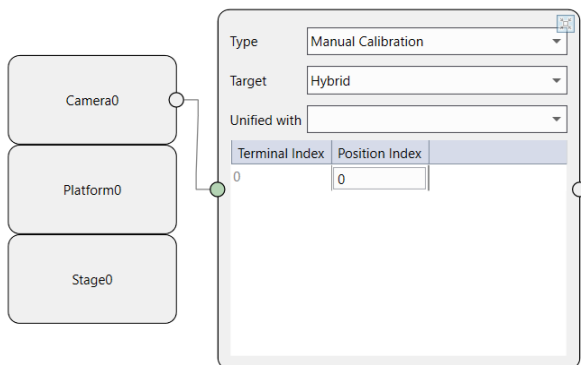 Camera0
Platform0
Stage0
Type Manual Calibration
Target Hybrid
Unified with
Terminal Index Position Index
0 0